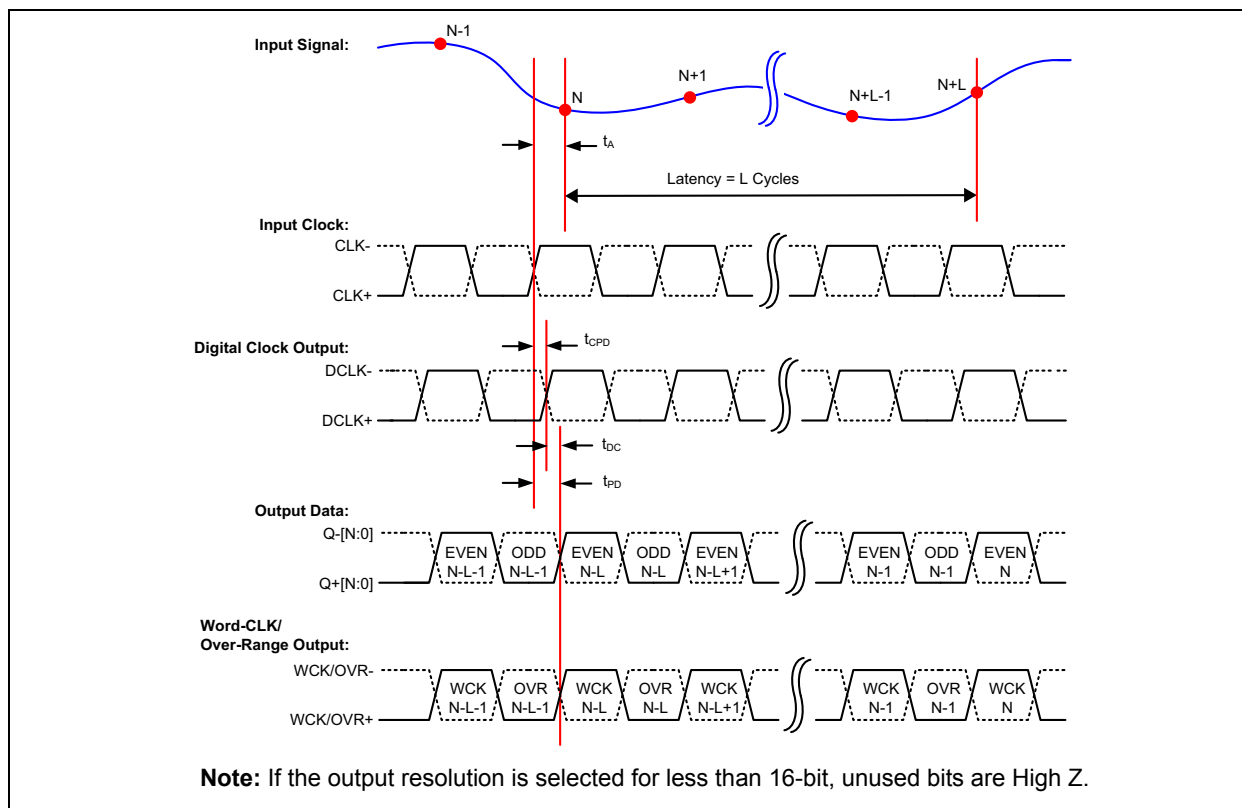 Input Signal:
N-1
N
N+1
N+L-1
N+L
tA
Latency = L Cycles
Input Clock:
CLK-
CLK+
tCPD
Digital Clock Output:
DCLK-
DCLK+
tDC
tPD
Output Data:
Q-[N:0]
Q+[N:0]
EVEN ODD EVEN ODD EVEN EVEN ODD EVEN
N-L-1 N-L-1 N-L N-L N-L+1 N-1 N-1 N
Word-CLK/
Over-Range Output:
WCK/OVR-
WCK/OVR+
WCK OVR WCK OVR WCK WCK OVR WCK
N-L-1 N-L-1 N-L N-L N-L+1 N-1 N-1 N
Note: If the output resolution is selected for less than 16-bit, unused bits are High Z.